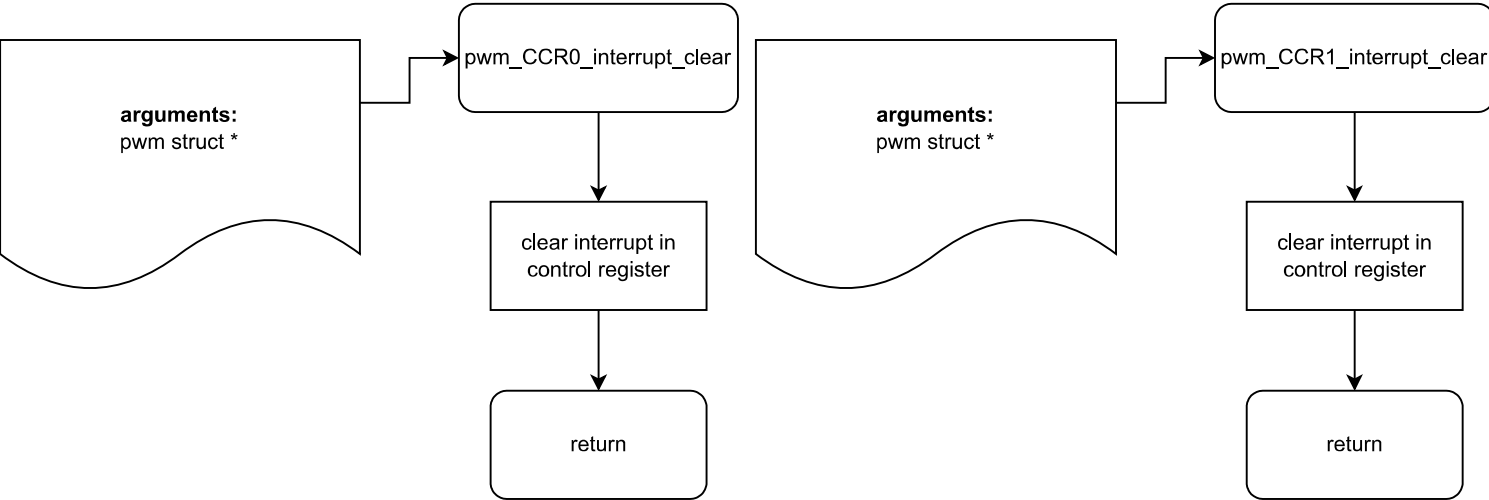 pwm_CCR0_interrupt_clear
arguments:
pwm struct *
clear interrupt in
control register
return
pwm_CCR1_interrupt_clear
arguments:
pwm struct *
clear interrupt in
control register
return